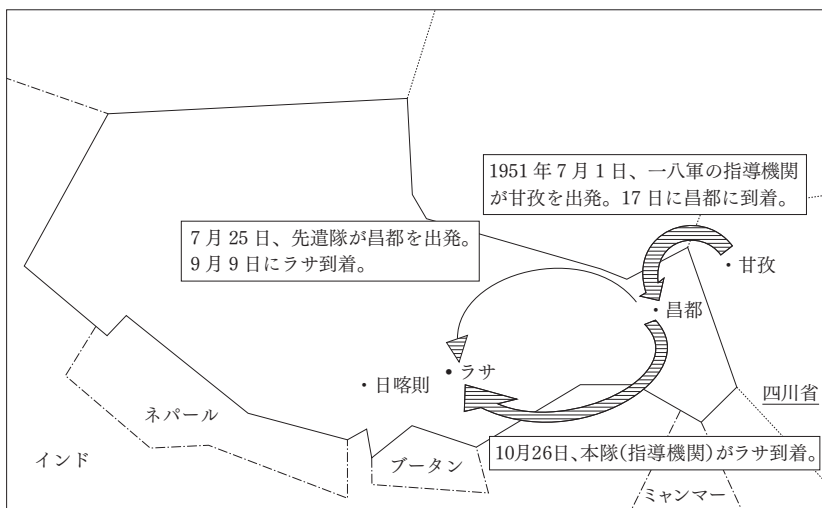 1951年7月1日、一八軍の指導機関
が甘孜を出発。17日に昌都に到着。
7月25日、先遣隊が昌都を出発。
9月9日にラサ到着。
・甘孜
・昌都
・ラサ
・日喀則
四川省
ネパール
インド
ブータン
10月26日、本隊(指導機関)がラサ到着。
ミャンマー